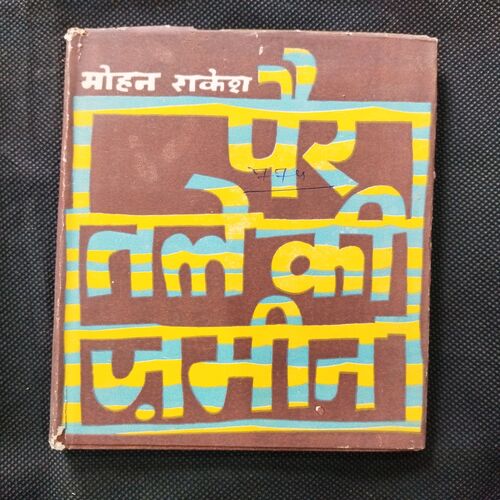 मोहन राकेश
पैर
तले की
ज़मीन